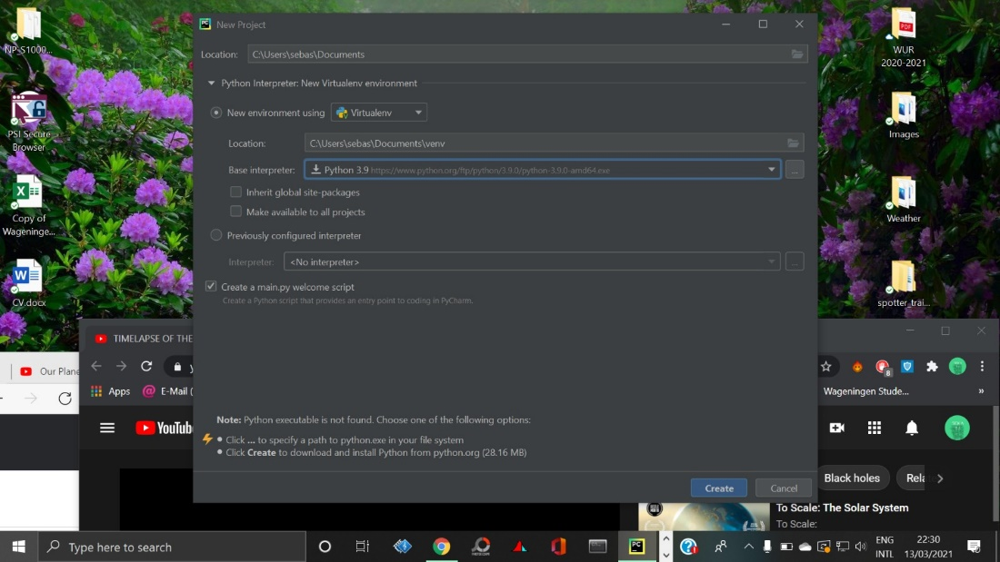 New Project
Location: C:\Users\sebas\Documents
Python Interpreter: New Virtualenv environment
New environment using Virtualenv
Location: C:\Users\sebas\Documents\venv
Base interpreter: Python 3.9 https://www.python.org/ftp/python/3.9.0/python-3.9.0-amd64.exe ...
Inherit global site-packages
Make available to all projects
Previously configured interpreter
Interpreter: <No interpreter> ...
Create a main.py welcome script
Create a Python script that provides an entry point to coding in PyCharm.
Note: Python executable is not found. Choose one of the following options:
• Click ... to specify a path to python.exe in your file system
• Click Create to download and install Python from python.org (28.16 MB)
Create Cancel
NP-S1000...
PSI Secure
Browser
Copy of
Wageninge...
CV.docx
PDF
WUR
2020-2021
Images
Weather
spotter_trai...
TIMELAPSE OF THE
Our Plane
Apps E-Mail (
8
Wageningen Stude... »
YouTub
Black holes Rela
To Scale: The Solar System
To Scale:
Type here to search
PC
ENG
INTL
22:30
13/03/2021